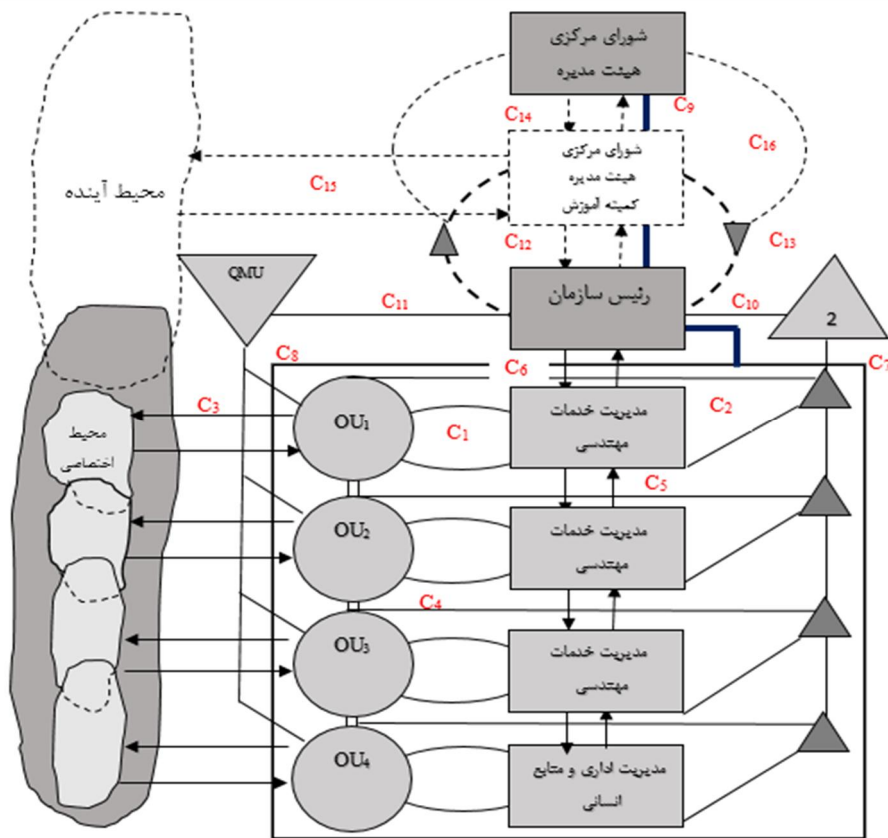 شورای مرکزی
هیئت مدیره
C9
C14
C16
شورای مرکزی
هیئت مدیره
کمیته آموزش
C15
محیط آینده
C12
C13
QMU
رئیس سازمان
C11
C10
2
C8
C6
C7
C3
OU1
C1
مدیریت خدمات
مهندسی
C2
محیط
اختصاصی
C5
OU2
مدیریت خدمات
مهندسی
C4
OU3
مدیریت خدمات
مهندسی
OU4
مدیریت اداری و منابع
انسانی